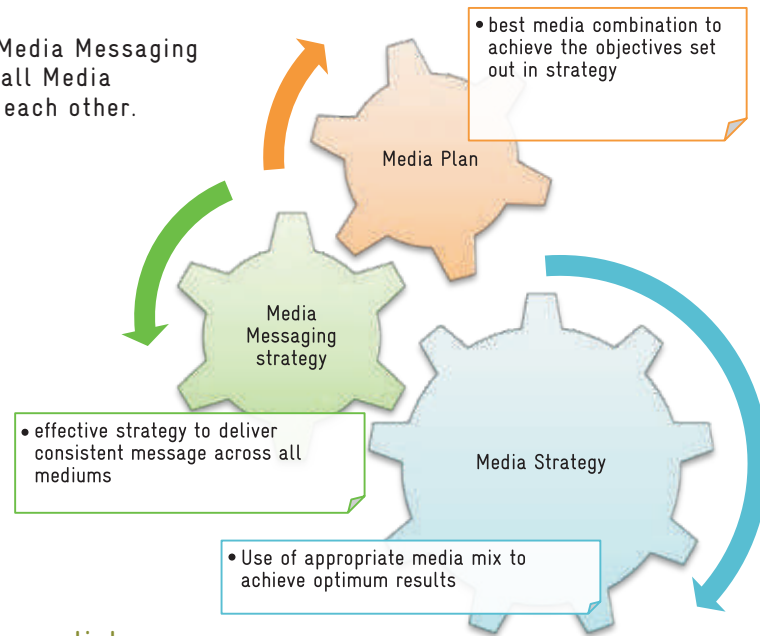 Media Messaging
all Media
each other.
• best media combination to
achieve the objectives set
out in strategy
Media Plan
Media
Messaging
strategy
• effective strategy to deliver
consistent message across all
mediums
Media Strategy
• Use of appropriate media mix to
achieve optimum results